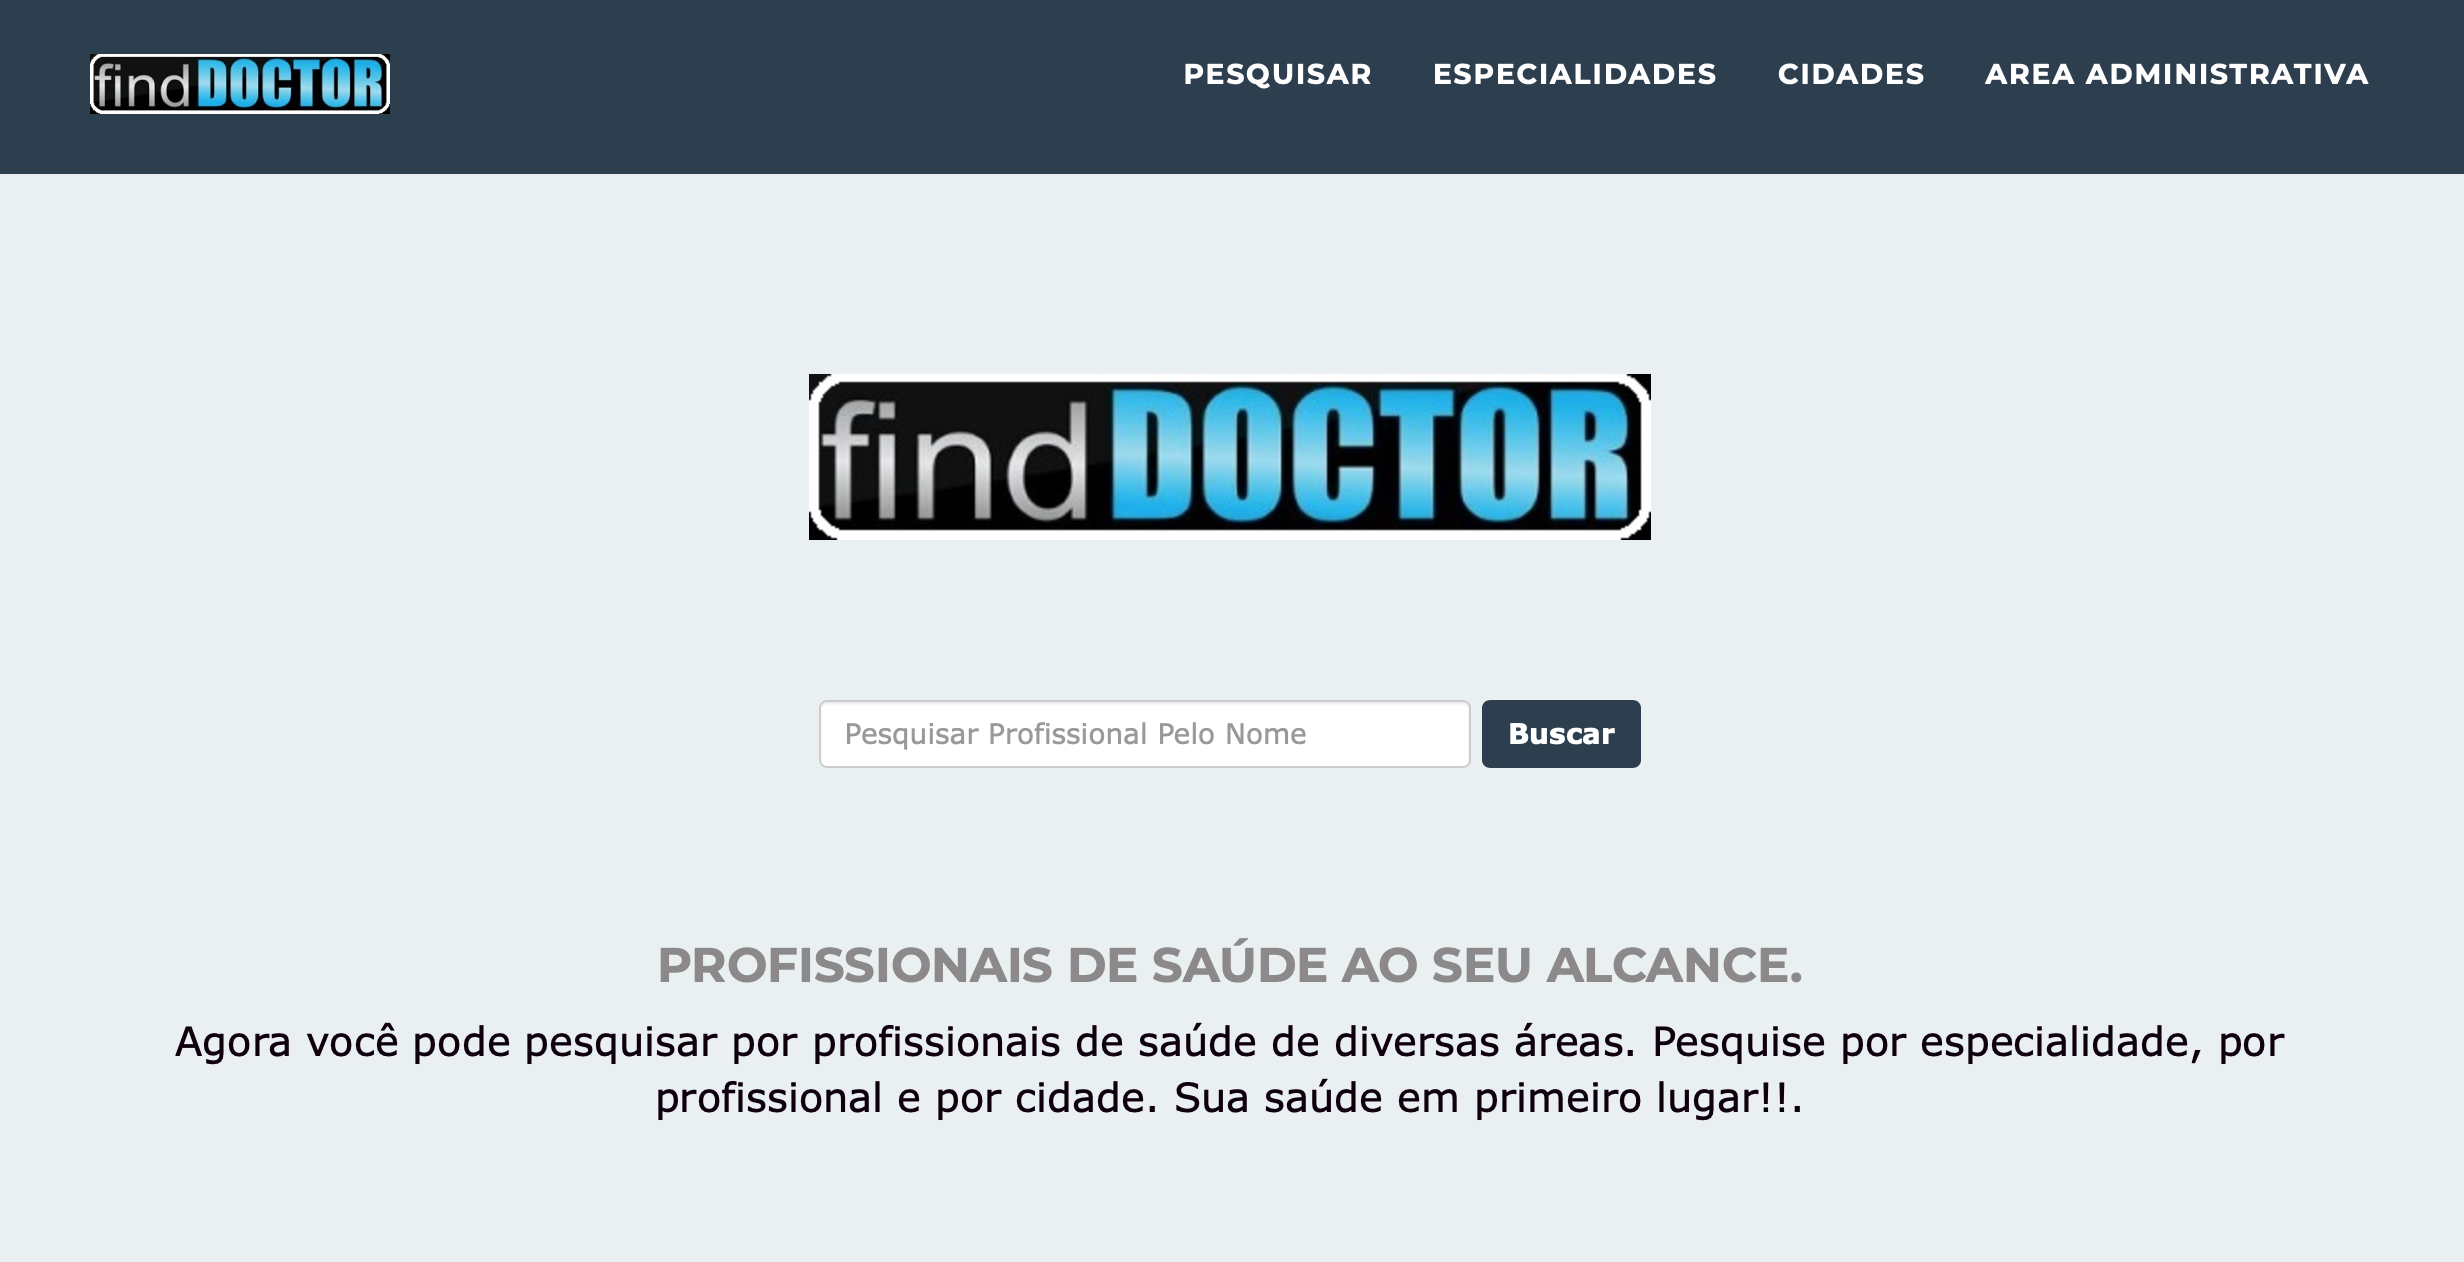 findDOCTOR
PESQUISAR ESPECIALIDADES CIDADES AREA ADMINISTRATIVA
findDOCTOR
Pesquisar Profissional Pelo Nome Buscar
PROFISSIONAIS DE SAÚDE AO SEU ALCANCE.
Agora você pode pesquisar por profissionais de saúde de diversas áreas. Pesquise por especialidade, por
profissional e por cidade. Sua saúde em primeiro lugar!!.